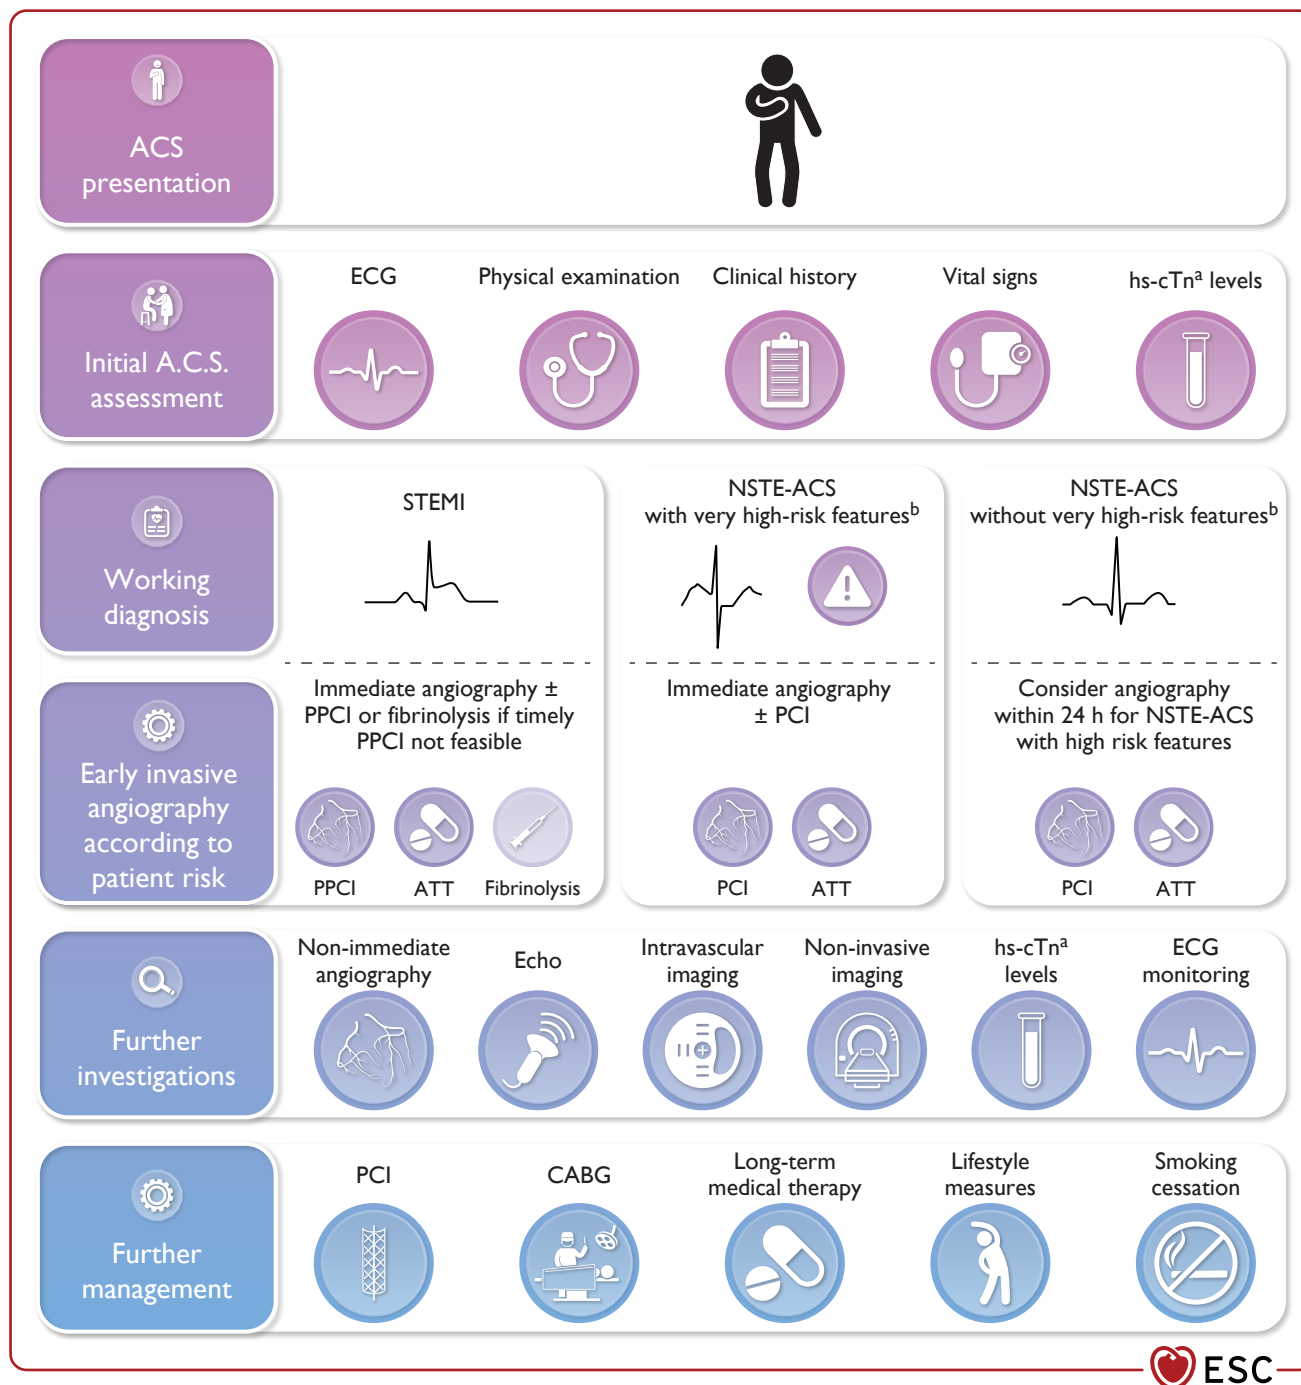 ACS
presentation
Initial A.C.S.
assessment
ECG
Physical examination
Clinical history
Vital signs
hs-cTnᵃ levels
Working
diagnosis
STEMI
NSTE-ACS
with very high-risk featuresᵇ
NSTE-ACS
without very high-risk featuresᵇ
Early invasive
angiography
according to
patient risk
Immediate angiography ±
PPCI or fibrinolysis if timely
PPCI not feasible
PPCI
ATT
Fibrinolysis
Immediate angiography
± PCI
PCI
ATT
Consider angiography
within 24 h for NSTE-ACS
with high risk features
PCI
ATT
Further
investigations
Non-immediate
angiography
Echo
Intravascular
imaging
Non-invasive
imaging
hs-cTnᵃ
levels
ECG
monitoring
Further
management
PCI
CABG
Long-term
medical therapy
Lifestyle
measures
Smoking
cessation
ESC